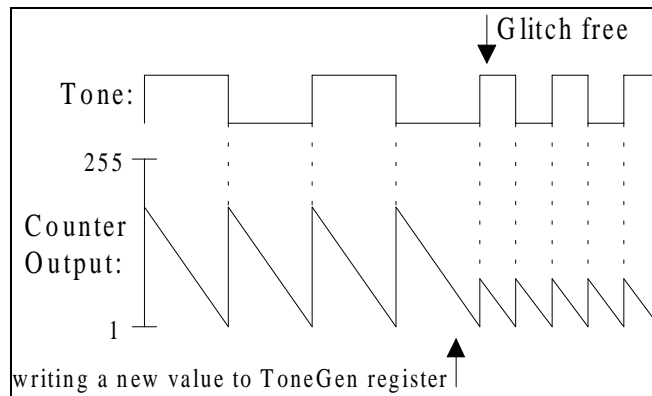 Glitch free
Tone:
255
Counter
Output:
1
writing a new value to ToneGen register